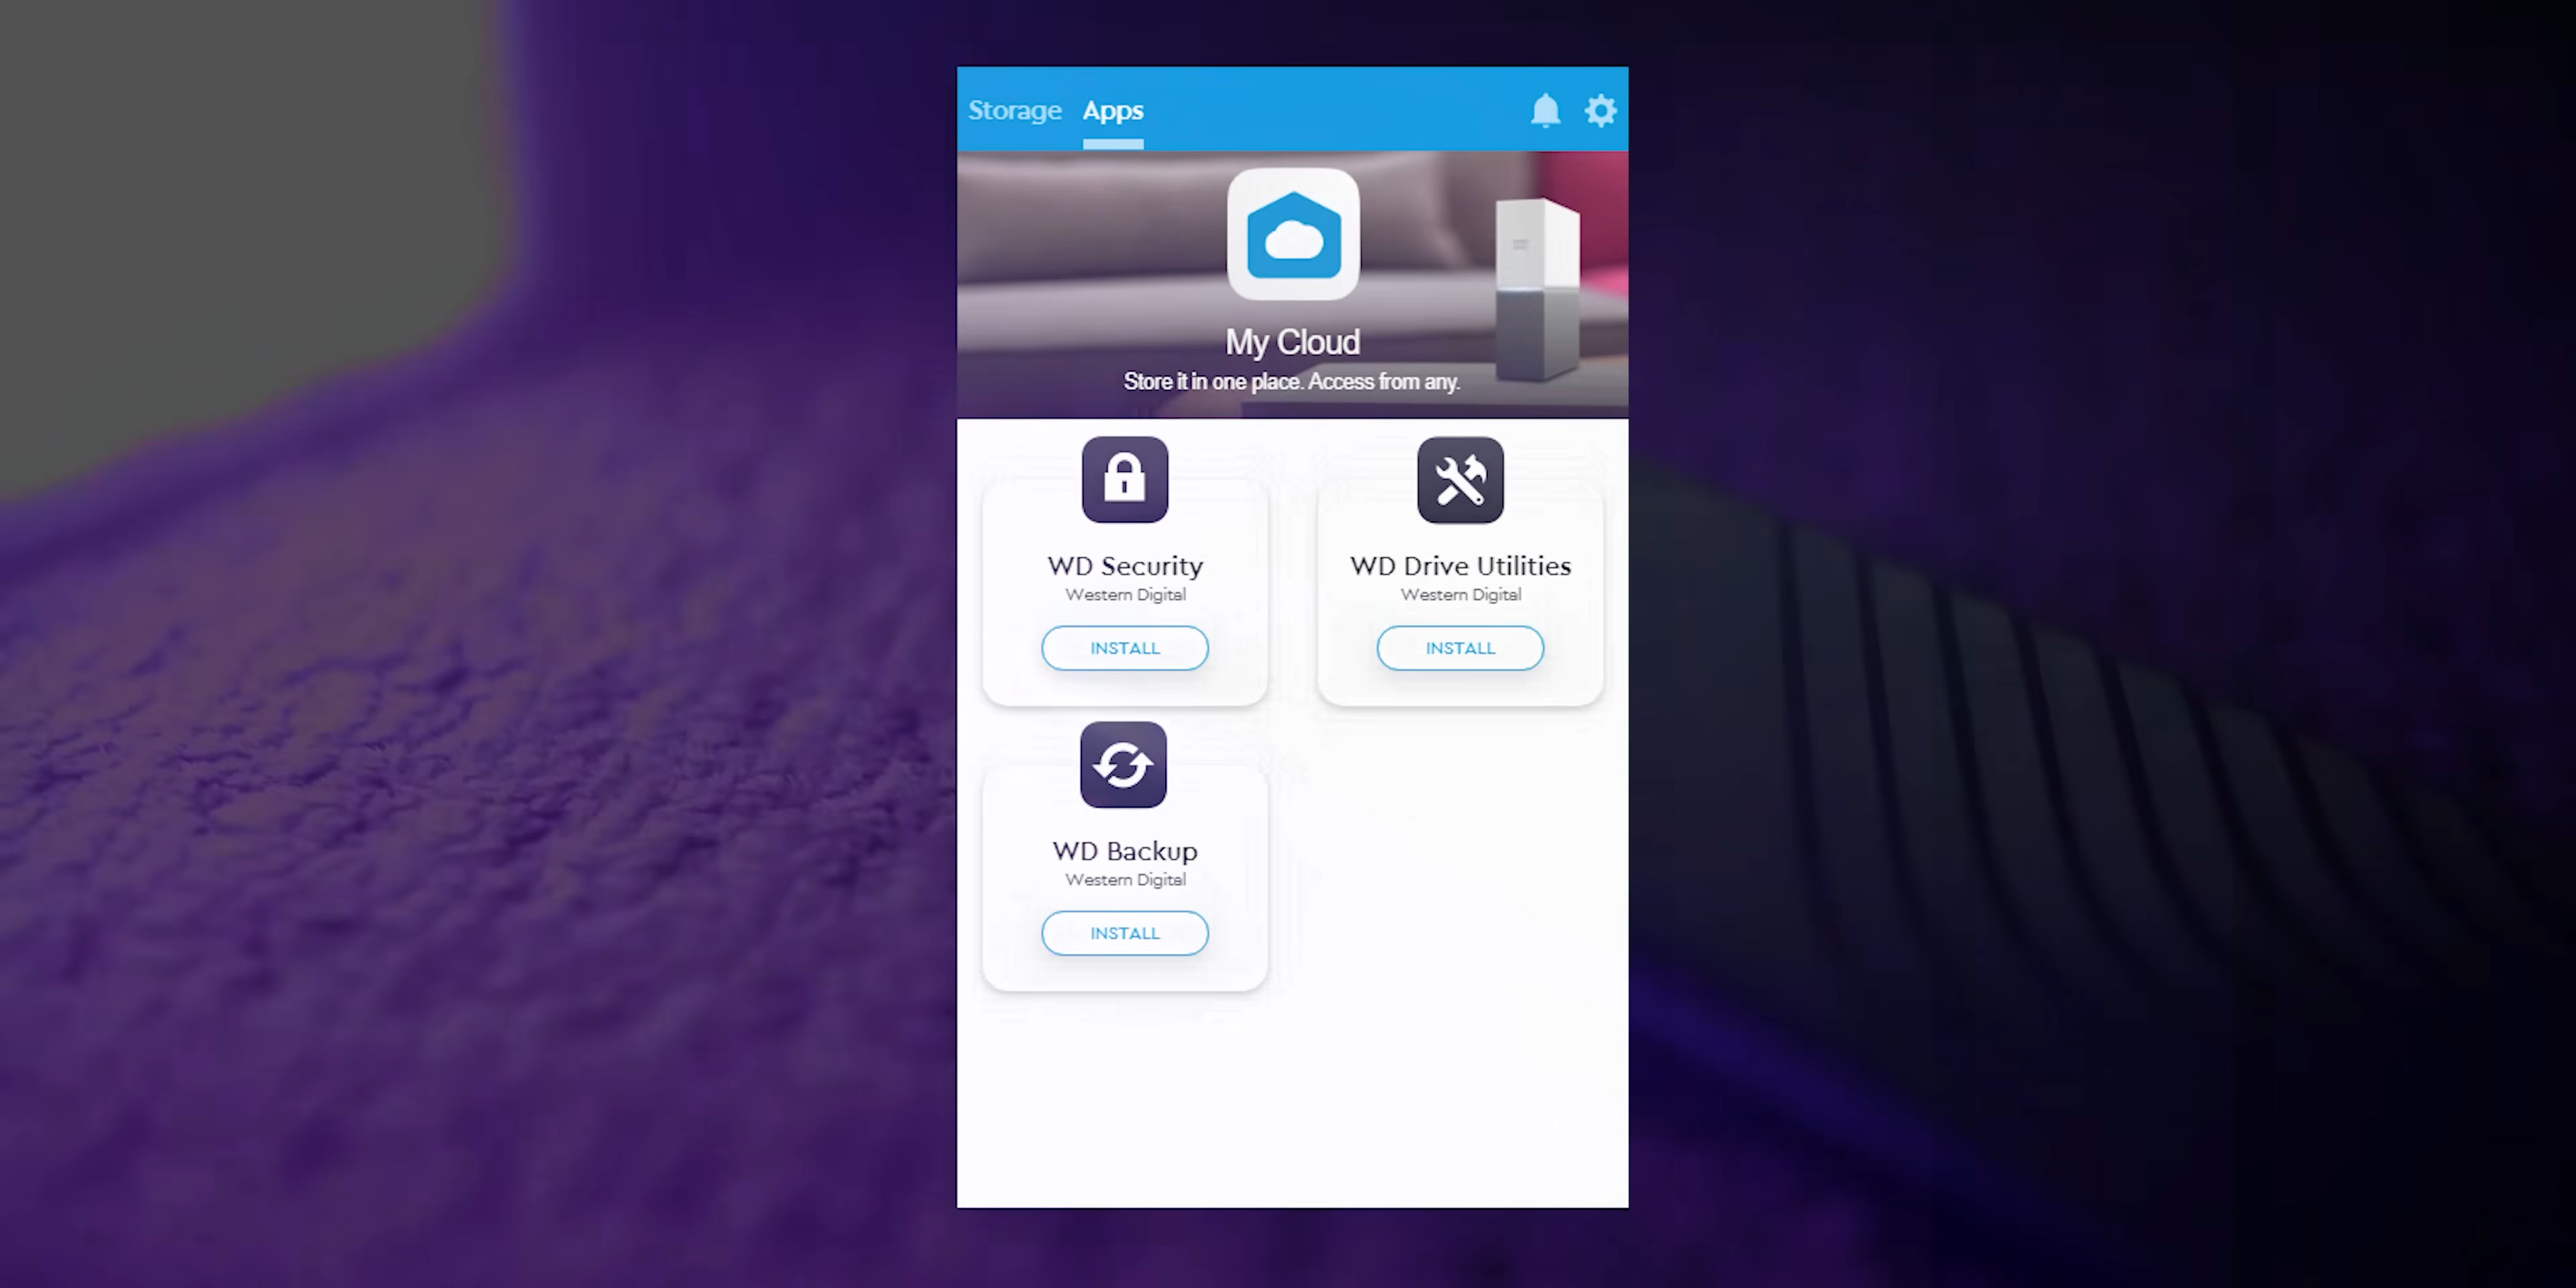 Storage Apps
My Cloud
Store it in one place. Access from any.
WD Security
Western Digital
INSTALL
WD Drive Utilities
Western Digital
INSTALL
WD Backup
Western Digital
INSTALL